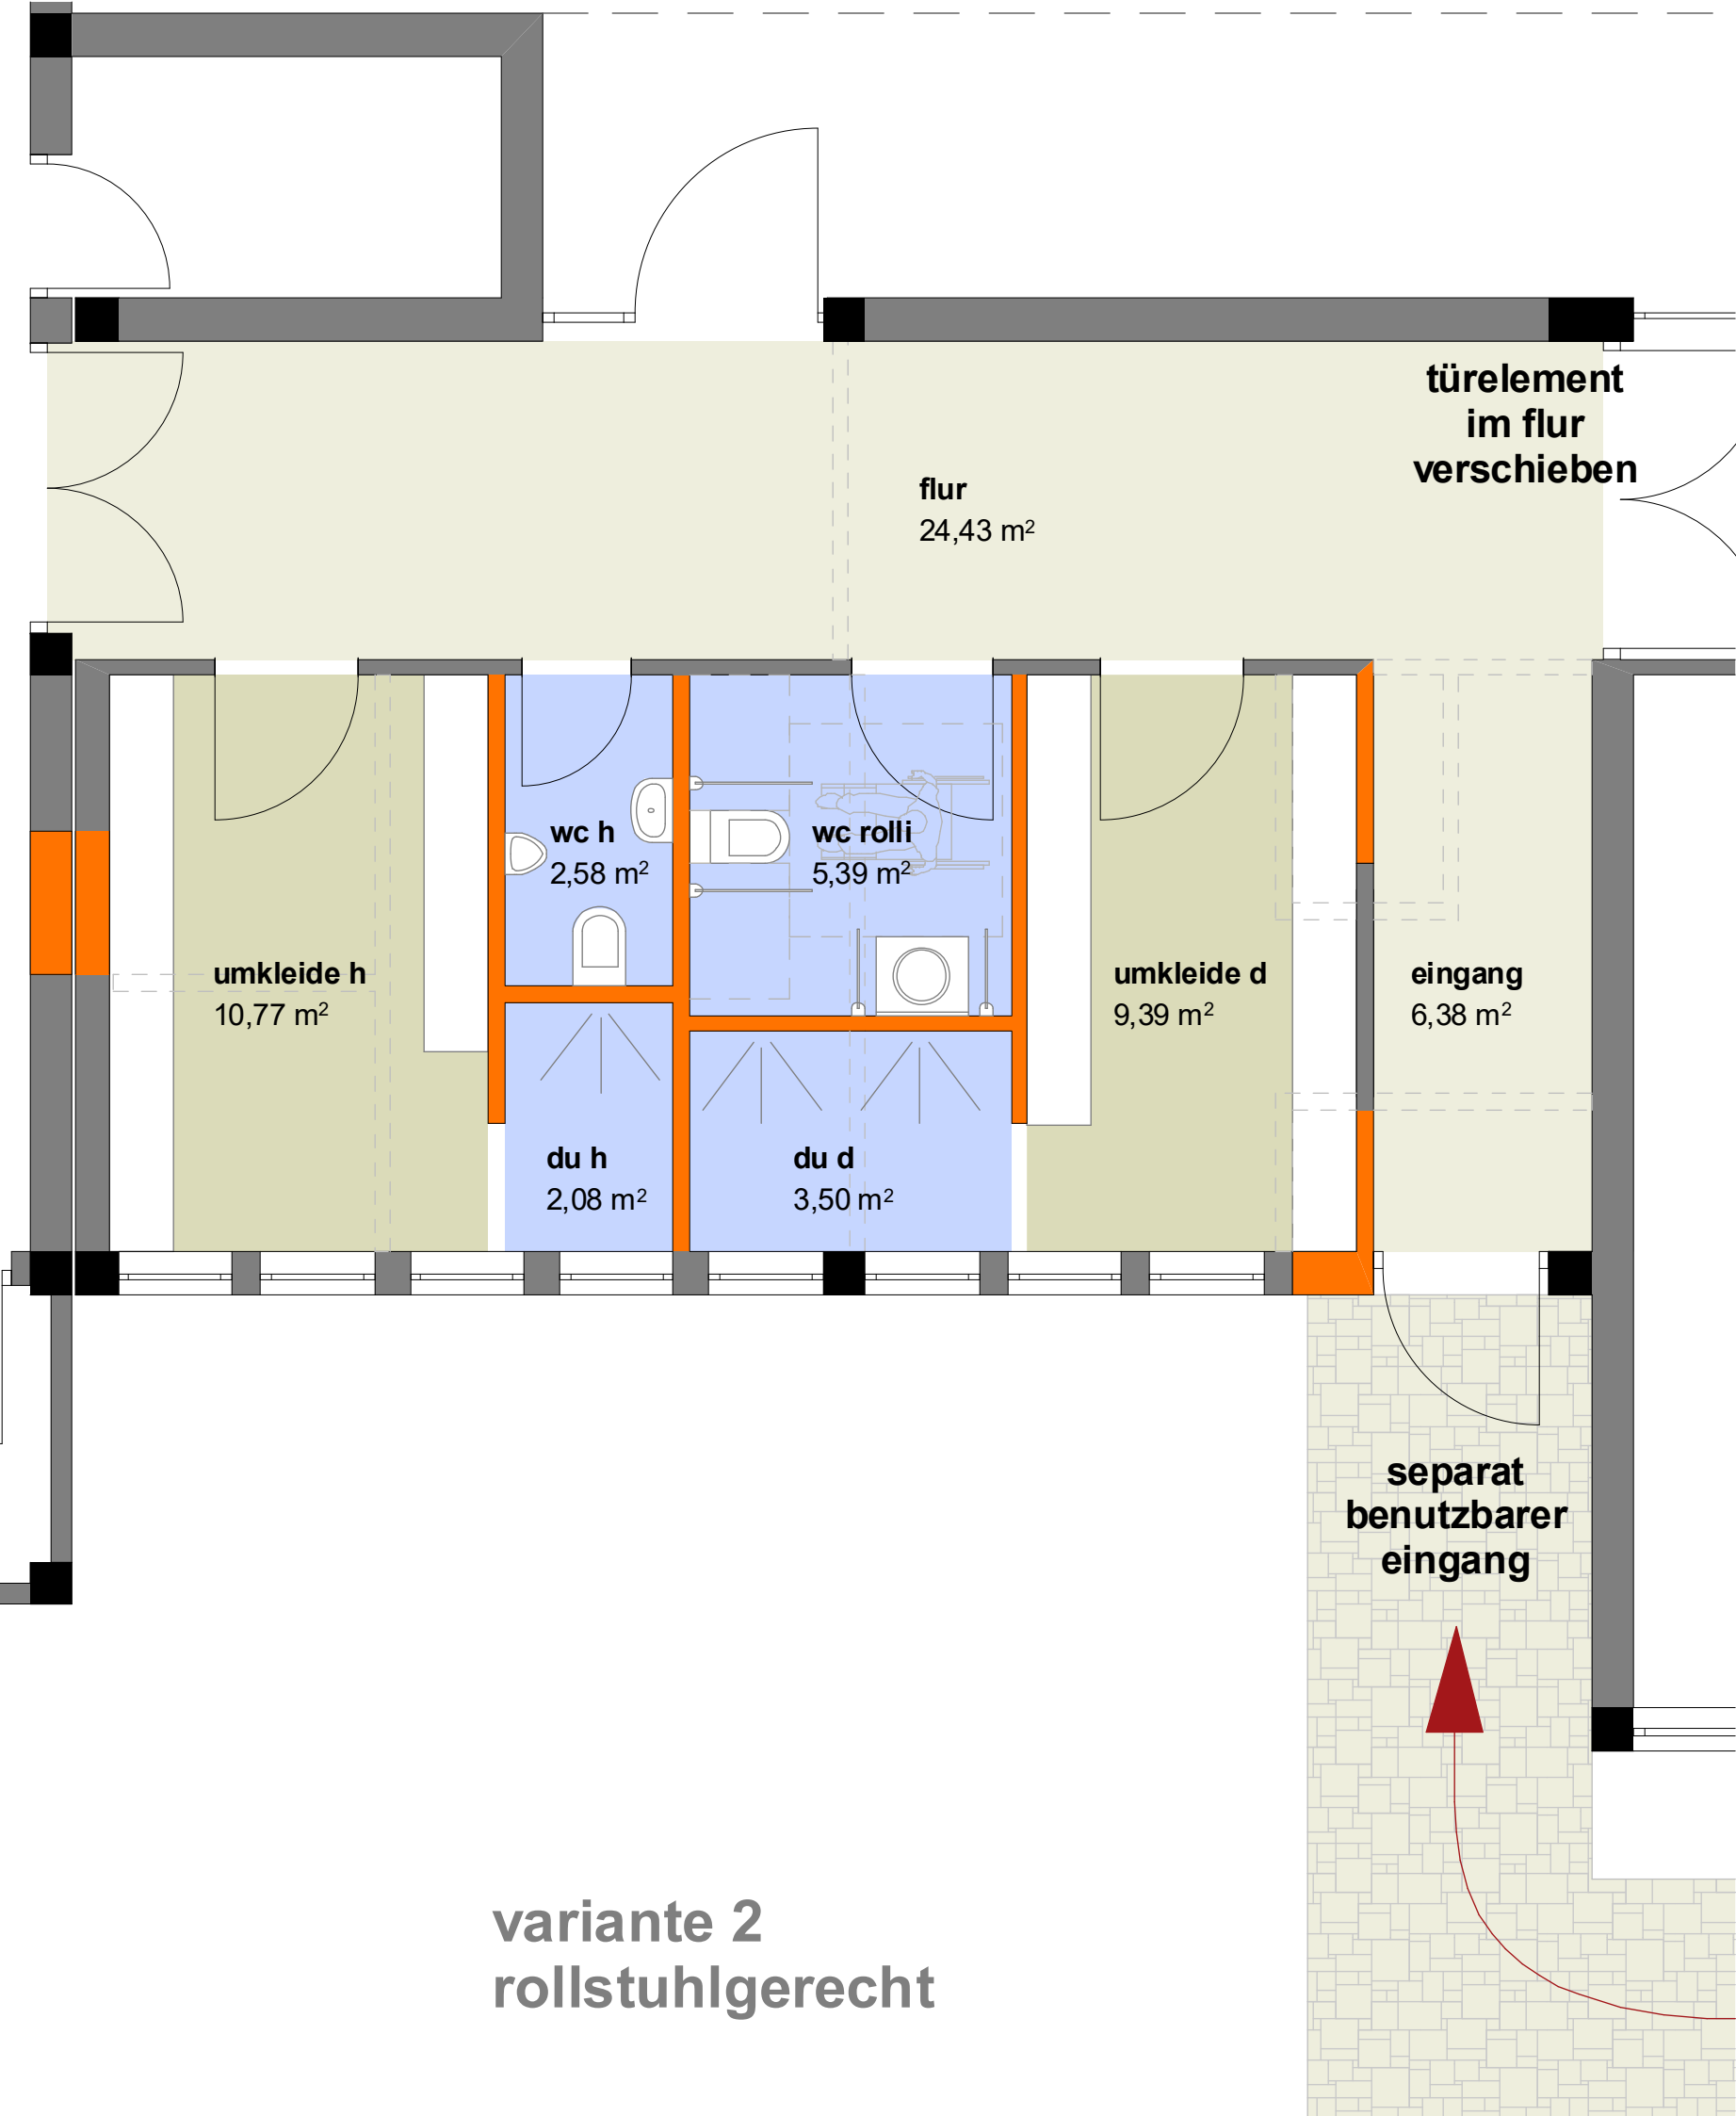 türelement
im flur
verschieben
flur
24,43 m²
wc h
2,58 m²
wc rolli
5,39 m²
umkleide h
10,77 m²
umkleide d
9,39 m²
eingang
6,38 m²
du h
2,08 m²
du d
3,50 m²
separat
benutzbarer
eingang
variante 2
rollstuhlgerecht